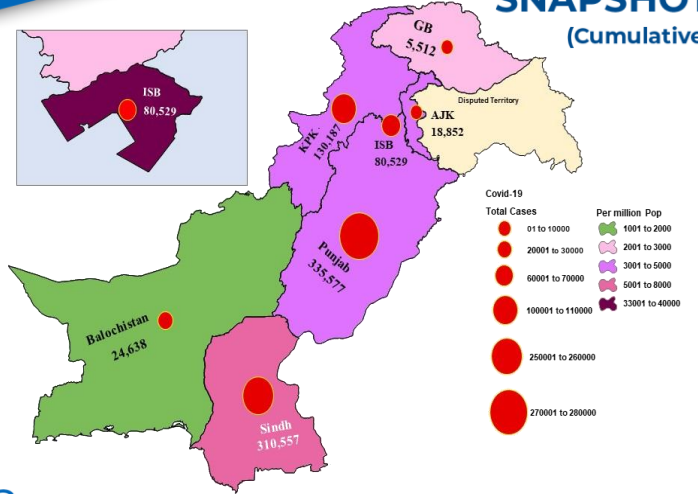 SNAPSHOT
(Cumulative
GB
5,512
ISB
80,529
Disputed Territory
AJK
18,852
KPK
130,187
ISB
80,529
Punjab
335,577
Balochistan
24,638
Sindh
310,557
Covid-19
Total Cases
01 to 10000
20001 to 30000
60001 to 70000
100001 to 110000
250001 to 260000
270001 to 280000
Per million Pop
1001 to 2000
2001 to 3000
3001 to 5000
5001 to 8000
33001 to 40000